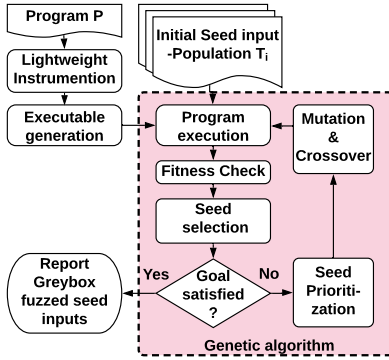 Program P
Initial Seed input
-Population Ti
Lightweight
Instrumention
Executable
generation
Program
execution
Mutation
&
Crossover
Fitness Check
Seed
selection
Report
Greybox
fuzzed seed
inputs
Yes
Goal
satisfied
?
No
Seed
Prioriti-
zation
Genetic algorithm